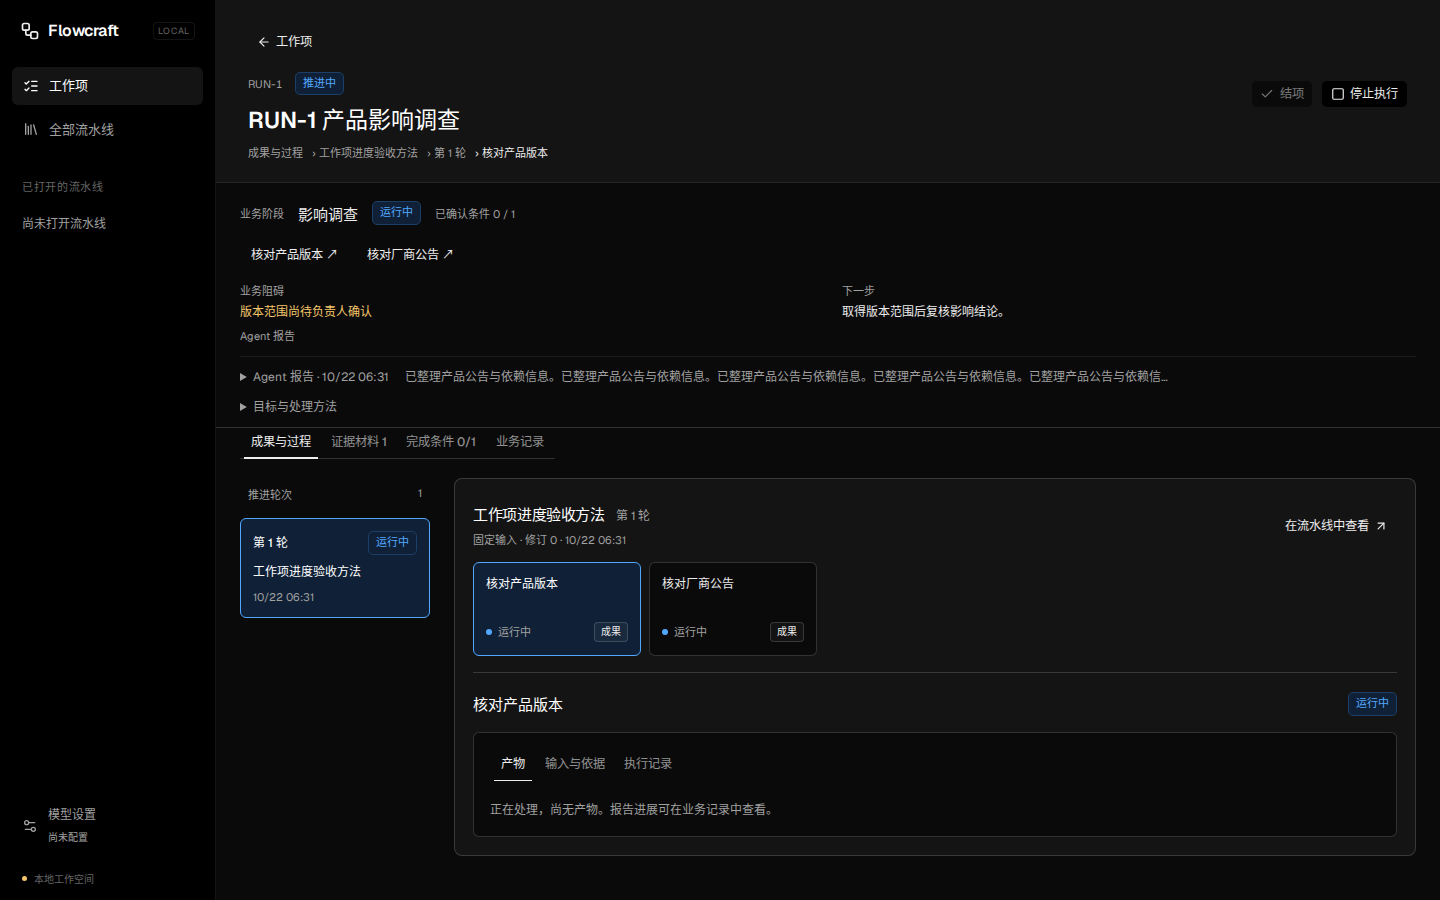 Flowcraft LOCAL
工作项
全部流水线
已打开的流水线
尚未打开流水线
模型设置
尚未配置
本地工作空间
← 工作项
RUN-1 推进中
结项 停止执行
RUN-1 产品影响调查
成果与过程 › 工作项进度验收方法 › 第 1 轮 › 核对产品版本
业务阶段 影响调查 运行中 已确认条件 0 / 1
核对产品版本 ↗ 核对厂商公告 ↗
业务阻碍 下一步
版本范围尚待负责人确认 取得版本范围后复核影响结论。
Agent 报告
▶ Agent 报告 · 10/22 06:31 已整理产品公告与依赖信息。已整理产品公告与依赖信息。已整理产品公告与依赖信息。已整理产品公告与依赖信息。已整理产品公告与依赖信...
▶ 目标与处理方法
成果与过程 证据材料 1 完成条件 0/1 业务记录
推进轮次 1
第 1 轮 运行中
工作项进度验收方法
10/22 06:31
工作项进度验收方法 第 1 轮
固定输入 · 修订 0 · 10/22 06:31
在流水线中查看 ↗
核对产品版本
运行中 成果
核对厂商公告
运行中 成果
核对产品版本 运行中
产物 输入与依据 执行记录
正在处理，尚无产物。报告进展可在业务记录中查看。